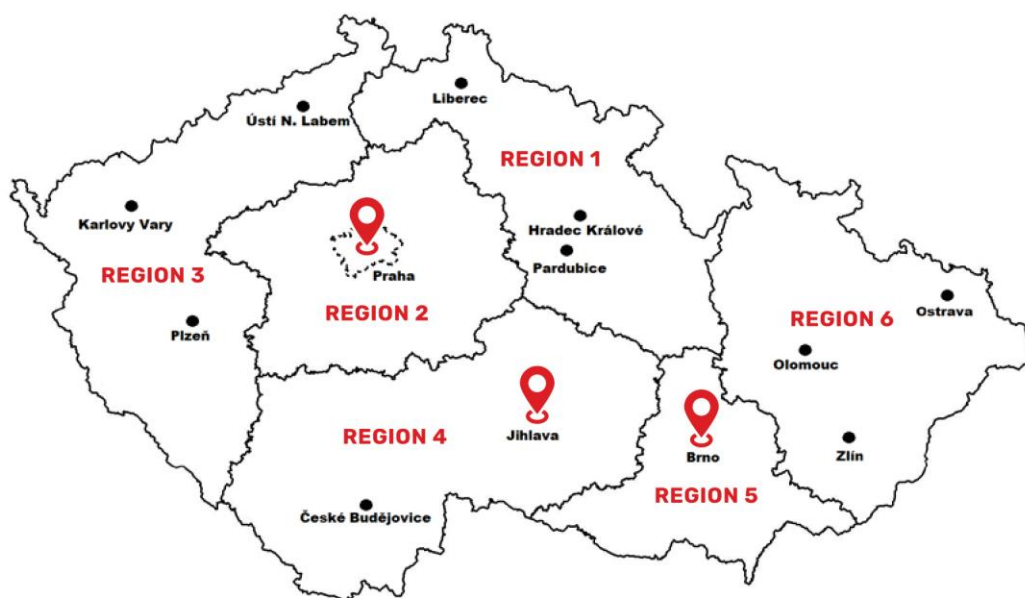 Liberec
Ústí N. Labem
REGION 1
Karlovy Vary
Hradec Králové
Pardubice
REGION 3
Praha
REGION 2
Ostrava
REGION 6
Plzeň
Olomouc
Jihlava
REGION 4
Brno
Zlín
REGION 5
České Budějovice